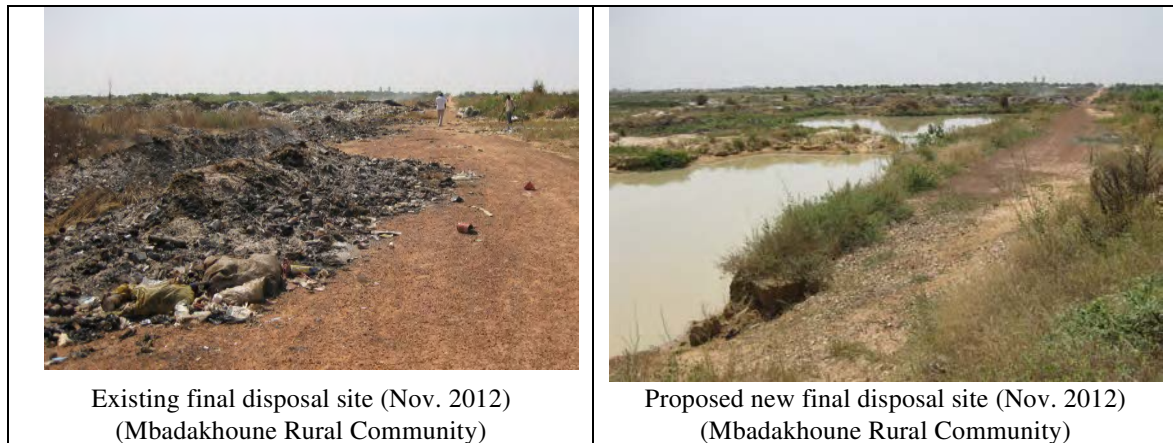 Existing final disposal site (Nov. 2012)
(Mbadakhoune Rural Community)
Proposed new final disposal site (Nov. 2012)
(Mbadakhoune Rural Community)